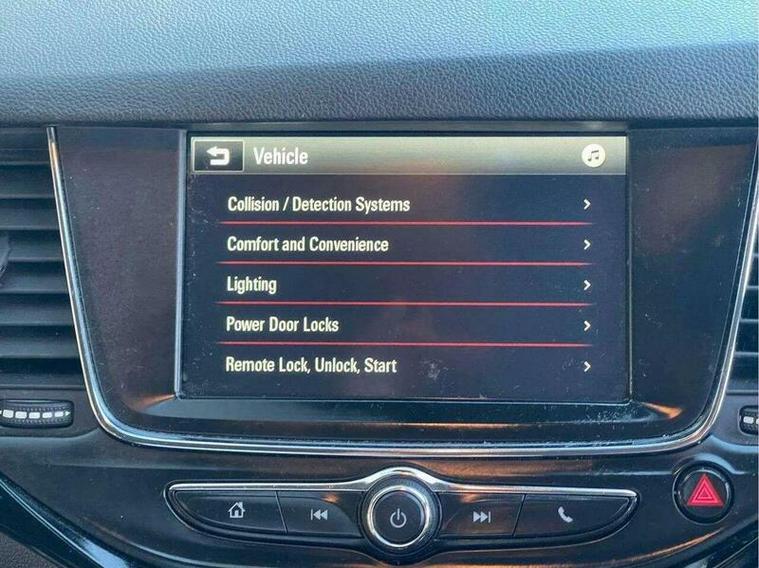 Vehicle
Collision / Detection Systems
Comfort and Convenience
Lighting
Power Door Locks
Remote Lock, Unlock, Start